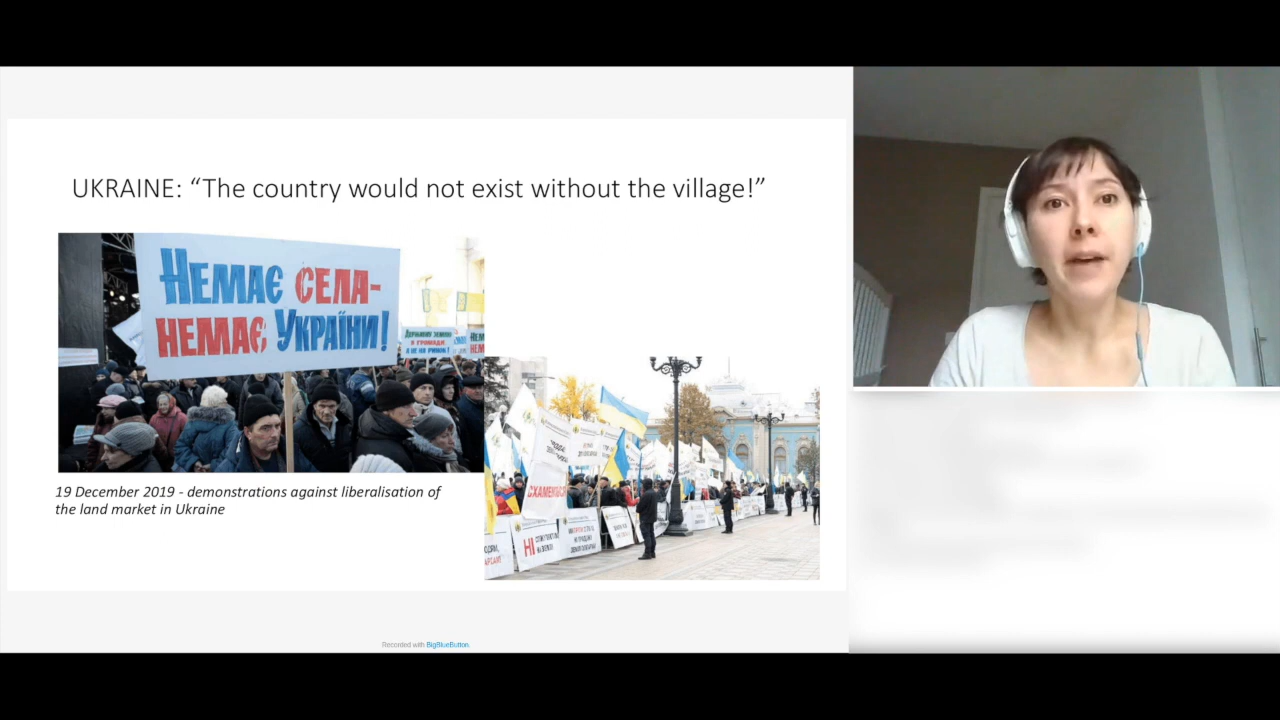 UKRAINE: “The country would not exist without the village!”
НЕМАЄ СЕЛА-
НЕМАЄ УКРАЇНИ!
19 December 2019 - demonstrations against liberalisation of
the land market in Ukraine
НІ
Recorded with BigBlueButton.